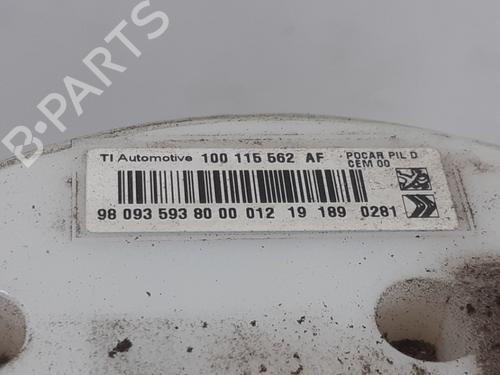 B-PARTS
TI Automotive 100 115 562 AF
POCAR PIL D
CEM 00
98 093 593 80 00 012 19 189 0281